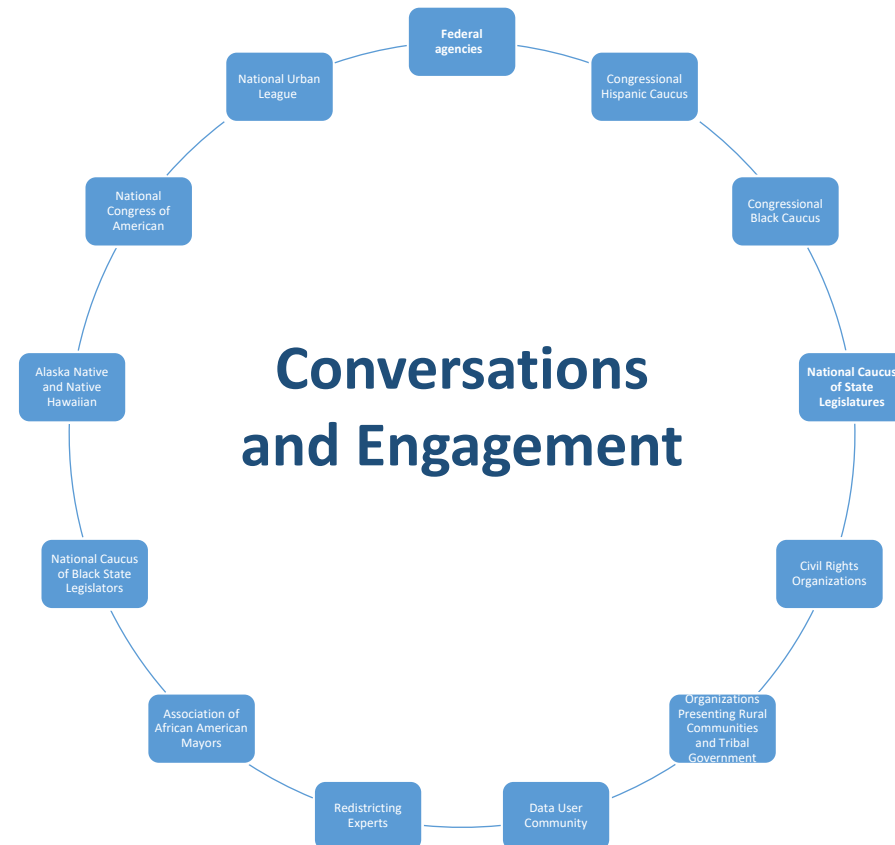 Federal
agencies
Congressional
Hispanic Caucus
Congressional
Black Caucus
National Caucus
of State
Legislatures
Civil Rights
Organizations
Organizations
Presenting Rural
Communities
and Tribal
Government
Data User
Community
Redistricting
Experts
Association of
African American
Mayors
National Caucus
of Black State
Legislators
Alaska Native
and Native
Hawaiian
National
Congress of
American
National Urban
League
Conversations
and Engagement